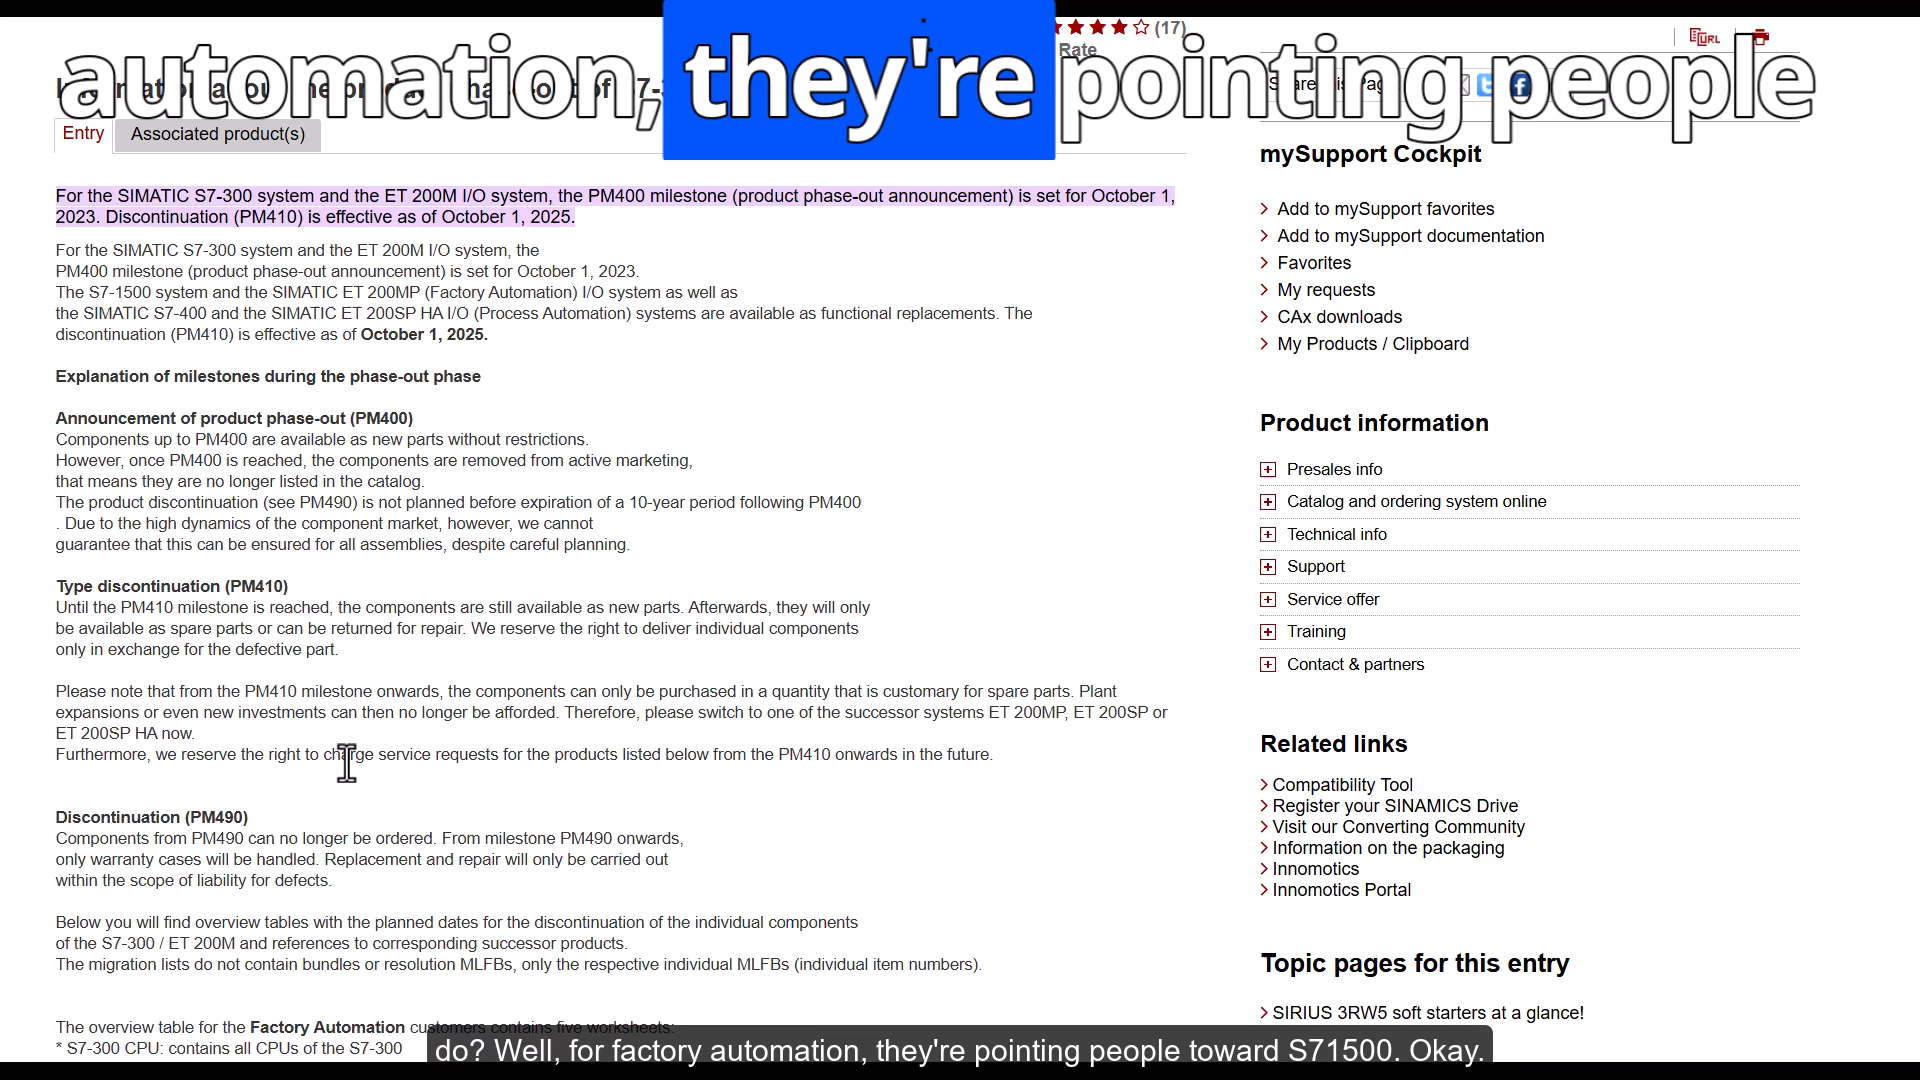 automation, they're pointing people
(17)
Rate
Entry
Associated product(s)
For the SIMATIC S7-300 system and the ET 200M I/O system, the PM400 milestone (product phase-out announcement) is set for October 1,
2023. Discontinuation (PM410) is effective as of October 1, 2025.
For the SIMATIC S7-300 system and the ET 200M I/O system, the
PM400 milestone (product phase-out announcement) is set for October 1, 2023.
The S7-1500 system and the SIMATIC ET 200MP (Factory Automation) I/O system as well as
the SIMATIC S7-400 and the SIMATIC ET 200SP HA I/O (Process Automation) systems are available as functional replacements. The
discontinuation (PM410) is effective as of October 1, 2025.
Explanation of milestones during the phase-out phase
Announcement of product phase-out (PM400)
Components up to PM400 are available as new parts without restrictions.
However, once PM400 is reached, the components are removed from active marketing,
that means they are no longer listed in the catalog.
The product discontinuation (see PM490) is not planned before expiration of a 10-year period following PM400
. Due to the high dynamics of the component market, however, we cannot
guarantee that this can be ensured for all assemblies, despite careful planning.
Type discontinuation (PM410)
Until the PM410 milestone is reached, the components are still available as new parts. Afterwards, they will only
be available as spare parts or can be returned for repair. We reserve the right to deliver individual components
only in exchange for the defective part.
Please note that from the PM410 milestone onwards, the components can only be purchased in a quantity that is customary for spare parts. Plant
expansions or even new investments can then no longer be afforded. Therefore, please switch to one of the successor systems ET 200MP, ET 200SP or
ET 200SP HA now.
Furthermore, we reserve the right to charge service requests for the products listed below from the PM410 onwards in the future.
Discontinuation (PM490)
Components from PM490 can no longer be ordered. From milestone PM490 onwards,
only warranty cases will be handled. Replacement and repair will only be carried out
within the scope of liability for defects.
Below you will find overview tables with the planned dates for the discontinuation of the individual components
of the S7-300 / ET 200M and references to corresponding successor products.
The migration lists do not contain bundles or resolution MLFBs, only the respective individual MLFBs (individual item numbers).
The overview table for the Factory Automation customers contains five worksheets:
* S7-300 CPU: contains all CPUs of the S7-300
URL
mySupport Cockpit
Add to mySupport favorites
Add to mySupport documentation
Favorites
My requests
CAx downloads
My Products / Clipboard
Product information
Presales info
Catalog and ordering system online
Technical info
Support
Service offer
Training
Contact & partners
Related links
Compatibility Tool
Register your SINAMICS Drive
Visit our Converting Community
Information on the packaging
Innomotics
Innomotics Portal
Topic pages for this entry
SIRIUS 3RW5 soft starters at a glance!
do? Well, for factory automation, they're pointing people toward S71500. Okay.